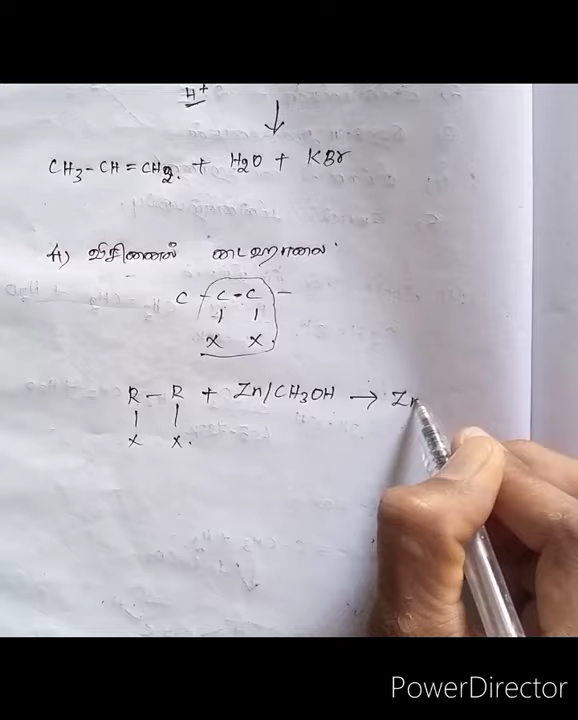 H+
↓
CH3-CH=CH2. + H2O + KBr
4) விசினைல் டைஹாலை
C - C - C -
X X.
R - R + Zn/CH3OH → Zn
X X.
PowerDirector